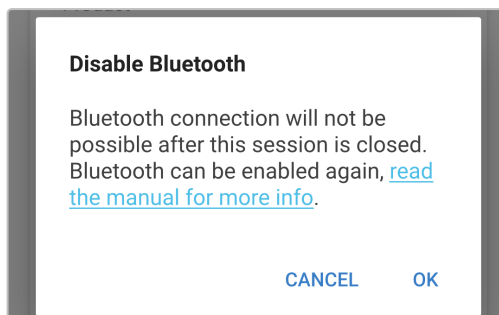 Disable Bluetooth
Bluetooth connection will not be
possible after this session is closed.
Bluetooth can be enabled again, read
the manual for more info.
CANCEL OK